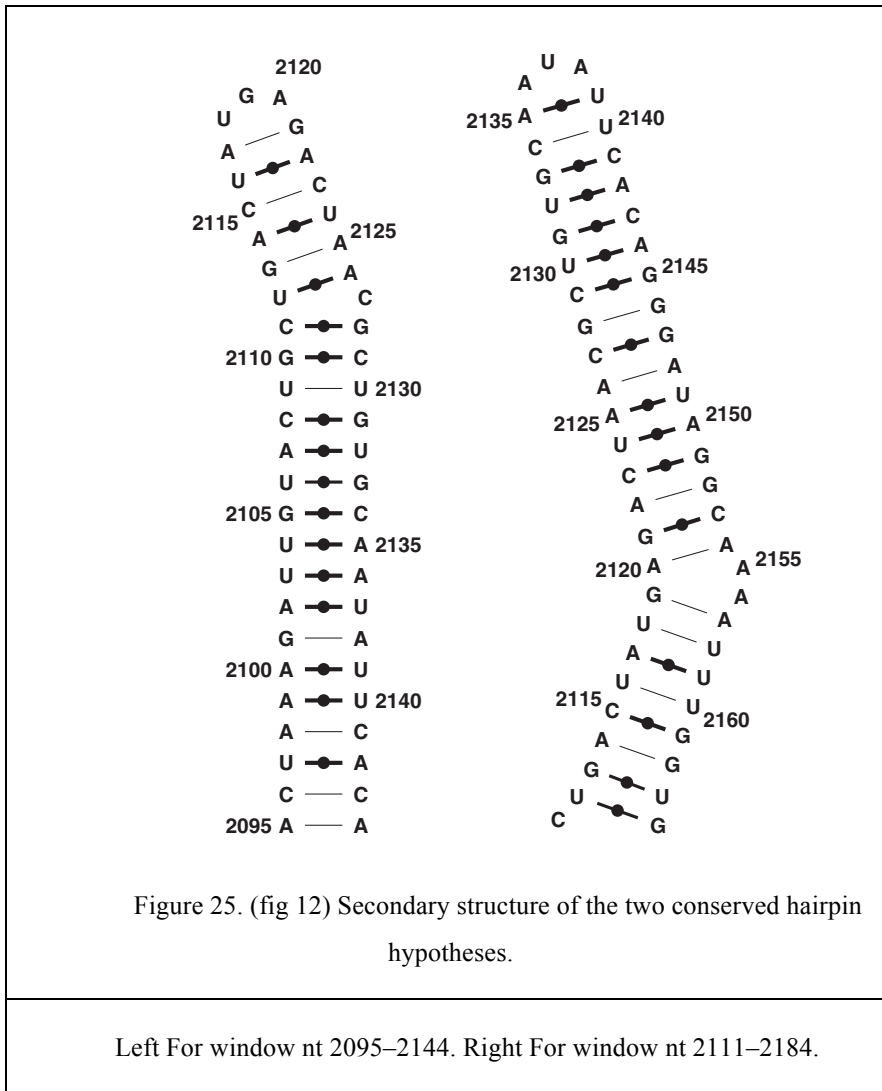 2120
G A
U G
A A
U C
2115 C U
A A 2125
G A
U C
C G
2110 G C
U U 2130
C G
A U
U G
2105 G C
U A 2135
U A
A U
G A
2100 A U
A U 2140
A C
U A
C C
2095 A A
U A
A U
2135 A U 2140
C C
G A
U C
G A
2130 U G 2145
C G
G G
C A
A U
2125 A A 2150
U G
C G
A C
G A
2120 A A 2155
G A
U A
A U
U U
2115 C U 2160
A G
G G
U U
C G
Figure 25. (fig 12) Secondary structure of the two conserved hairpin
hypotheses.
Left For window nt 2095–2144. Right For window nt 2111–2184.